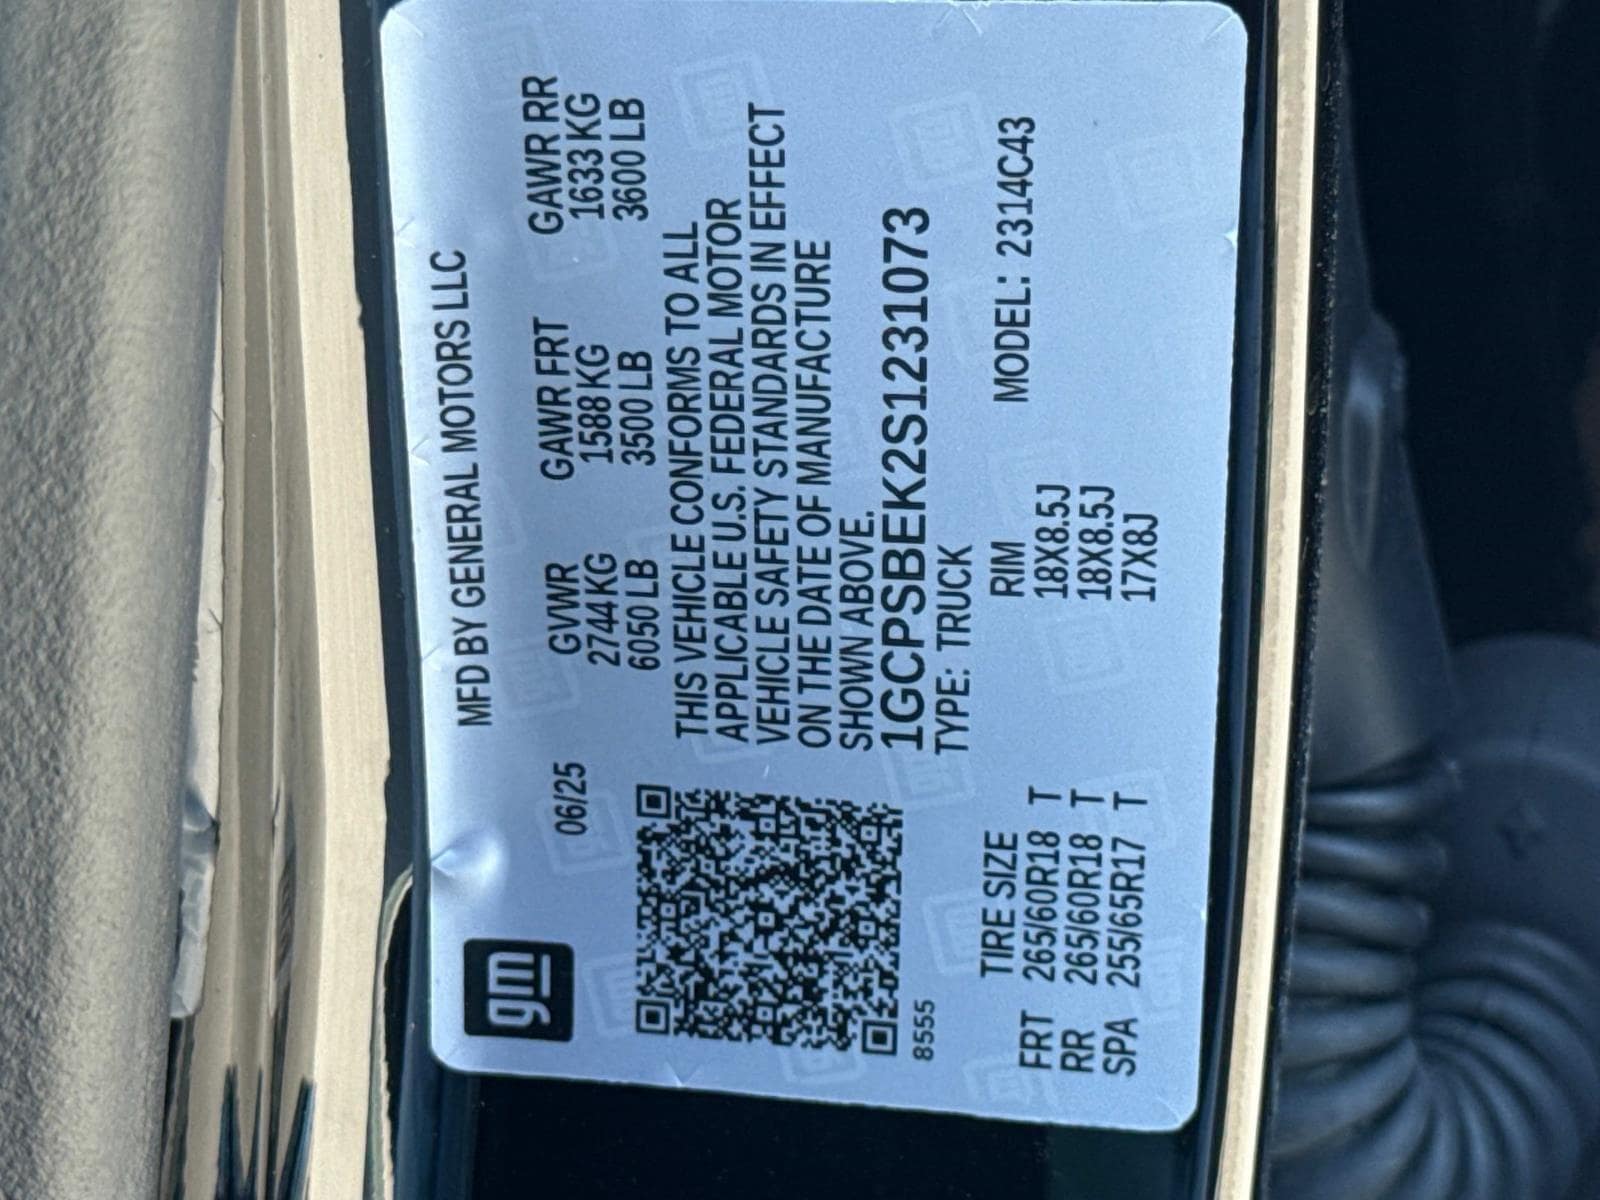 gm
MFD BY GENERAL MOTORS LLC
06/25
GVWR GAWR FRT GAWR RR
2744 KG 1588 KG 1633 KG
6050 LB 3500 LB 3600 LB
THIS VEHICLE CONFORMS TO ALL
APPLICABLE U.S. FEDERAL MOTOR
VEHICLE SAFETY STANDARDS IN EFFECT
ON THE DATE OF MANUFACTURE
SHOWN ABOVE.
1GCPSBEK2S1231073
8555
TYPE: TRUCK
TIRE SIZE RIM MODEL: 2314C43
FRT 265/60R18 T 18X8.5J
RR 265/60R18 T 18X8.5J
SPA 255/65R17 T 17X8J